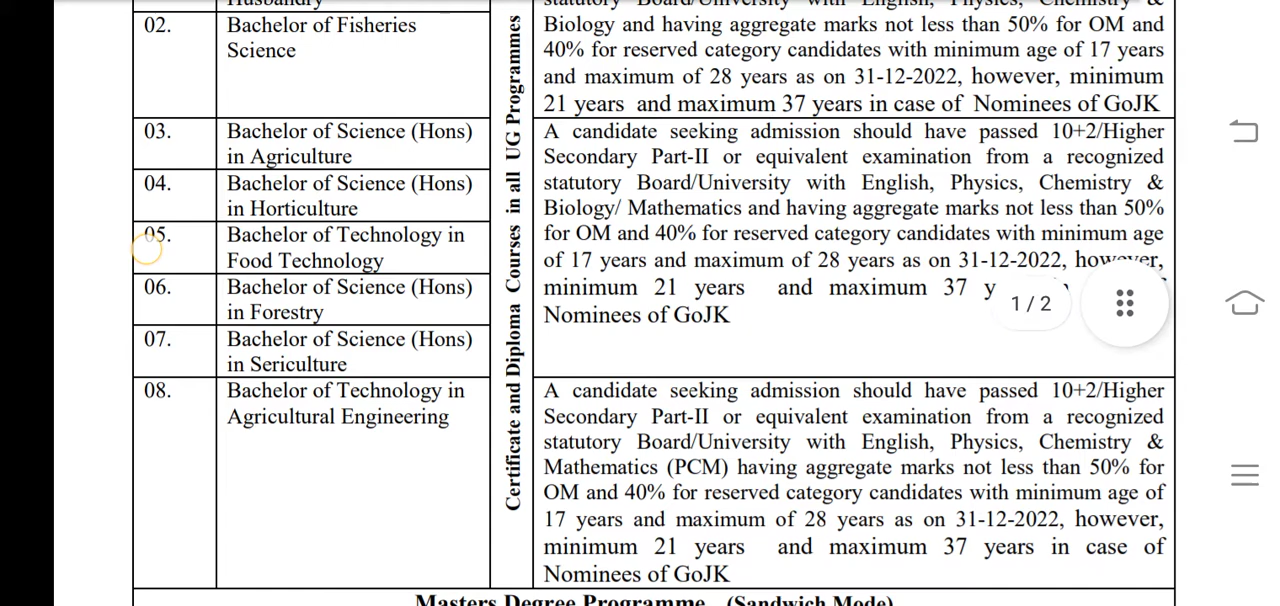 Husbandry
02.
Bachelor of Fisheries
Science
Certificate and Diploma Courses in all UG Programmes
statutory Board/University with English, Physics, Chemistry &
Biology and having aggregate marks not less than 50% for OM and
40% for reserved category candidates with minimum age of 17 years
and maximum of 28 years as on 31-12-2022, however, minimum
21 years and maximum 37 years in case of Nominees of GoJK
03.
Bachelor of Science (Hons)
in Agriculture
04.
Bachelor of Science (Hons)
in Horticulture
05.
Bachelor of Technology in
Food Technology
06.
Bachelor of Science (Hons)
in Forestry
07.
Bachelor of Science (Hons)
in Sericulture
A candidate seeking admission should have passed 10+2/Higher
Secondary Part-II or equivalent examination from a recognized
statutory Board/University with English, Physics, Chemistry &
Biology/ Mathematics and having aggregate marks not less than 50%
for OM and 40% for reserved category candidates with minimum age
of 17 years and maximum of 28 years as on 31-12-2022, however,
minimum 21 years and maximum 37
Nominees of GoJK
1/2
08.
Bachelor of Technology in
Agricultural Engineering
A candidate seeking admission should have passed 10+2/Higher
Secondary Part-II or equivalent examination from a recognized
statutory Board/University with English, Physics, Chemistry &
Mathematics (PCM) having aggregate marks not less than 50% for
OM and 40% for reserved category candidates with minimum age of
17 years and maximum of 28 years as on 31-12-2022, however,
minimum 21 years and maximum 37 years in case of
Nominees of GoJK
Masters Degree Programme (Sandwich Mode)